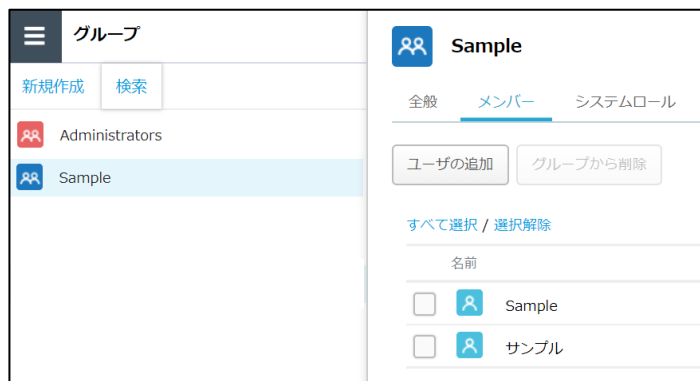 グループ
新規作成 検索
Administrators
Sample
Sample
全般 メンバー システムロール
ユーザの追加 グループから削除
すべて選択 / 選択解除
名前
Sample
サンプル